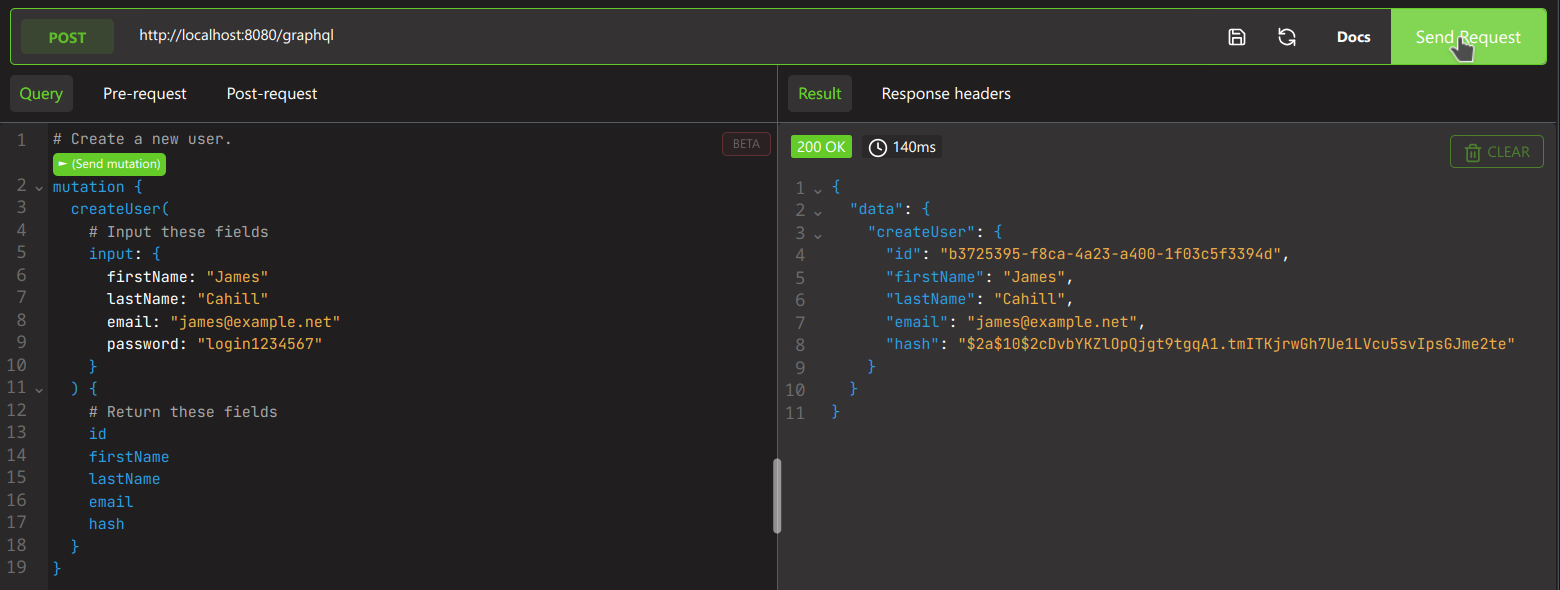 POST http://localhost:8080/graphql Docs Send Request
Query Pre-request Post-request
BETA
1 # Create a new user.
(Send mutation)
2 mutation {
3 createUser(
4 # Input these fields
5 input: {
6 firstName: "James"
7 lastName: "Cahill"
8 email: "james@example.net"
9 password: "login1234567"
10 }
11 ) {
12 # Return these fields
13 id
14 firstName
15 lastName
16 email
17 hash
18 }
19 }
Result Response headers
200 OK 140ms CLEAR
1 {
2 "data": {
3 "createUser": {
4 "id": "b3725395-f8ca-4a23-a400-1f03c5f3394d",
5 "firstName": "James",
6 "lastName": "Cahill",
7 "email": "james@example.net",
8 "hash": "$2a$10$2cDvbYKZlOpQjgt9tgqA1.tmITKjrwGh7Ue1LVcu5svIpsGJme2te"
9 }
10 }
11 }